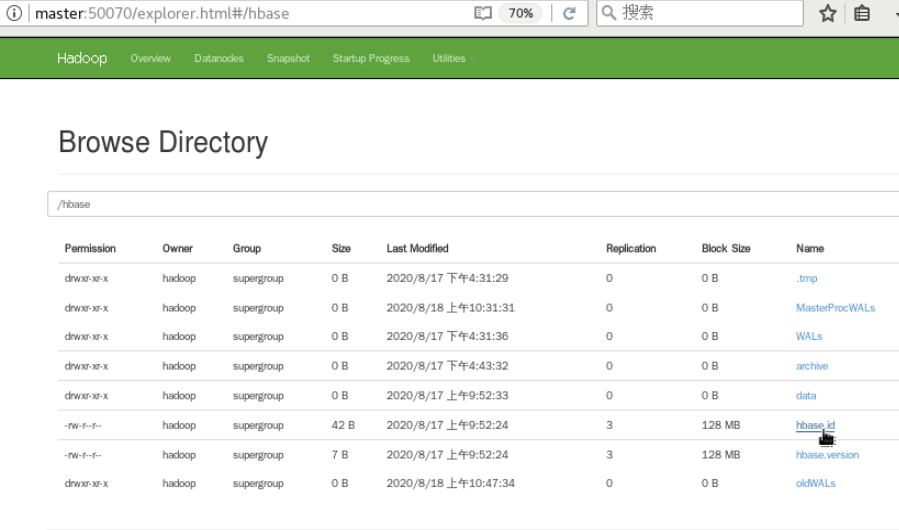 master:50070/explorer.html#/hbase 70% 搜索
Hadoop Overview Datanodes Snapshot Startup Progress Utilities
Browse Directory
/hbase
Permission Owner Group Size Last Modified Replication Block Size Name
drwxr-xr-x hadoop supergroup 0 B 2020/8/17 下午4:31:29 0 0 B .tmp
drwxr-xr-x hadoop supergroup 0 B 2020/8/18 上午10:31:31 0 0 B MasterProcWALs
drwxr-xr-x hadoop supergroup 0 B 2020/8/17 下午4:31:36 0 0 B WALs
drwxr-xr-x hadoop supergroup 0 B 2020/8/17 下午4:43:32 0 0 B archive
drwxr-xr-x hadoop supergroup 0 B 2020/8/17 上午9:52:33 0 0 B data
-rw-r--r-- hadoop supergroup 42 B 2020/8/17 上午9:52:24 3 128 MB hbase.id
-rw-r--r-- hadoop supergroup 7 B 2020/8/17 上午9:52:24 3 128 MB hbase.version
drwxr-xr-x hadoop supergroup 0 B 2020/8/18 上午10:47:34 0 0 B oldWALs